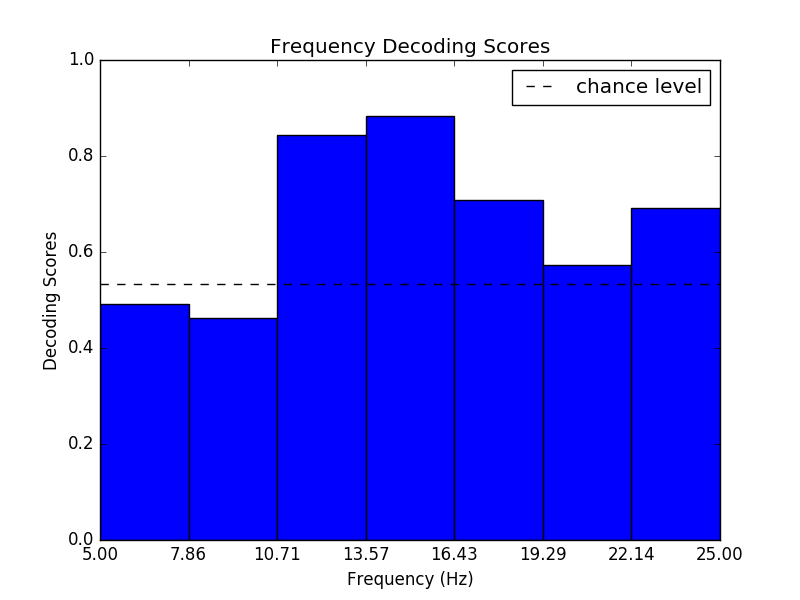 Frequency Decoding Scores
chance level
1.0
0.8
0.6
0.4
0.2
0.0
Decoding Scores
5.00 7.86 10.71 13.57 16.43 19.29 22.14 25.00
Frequency (Hz)